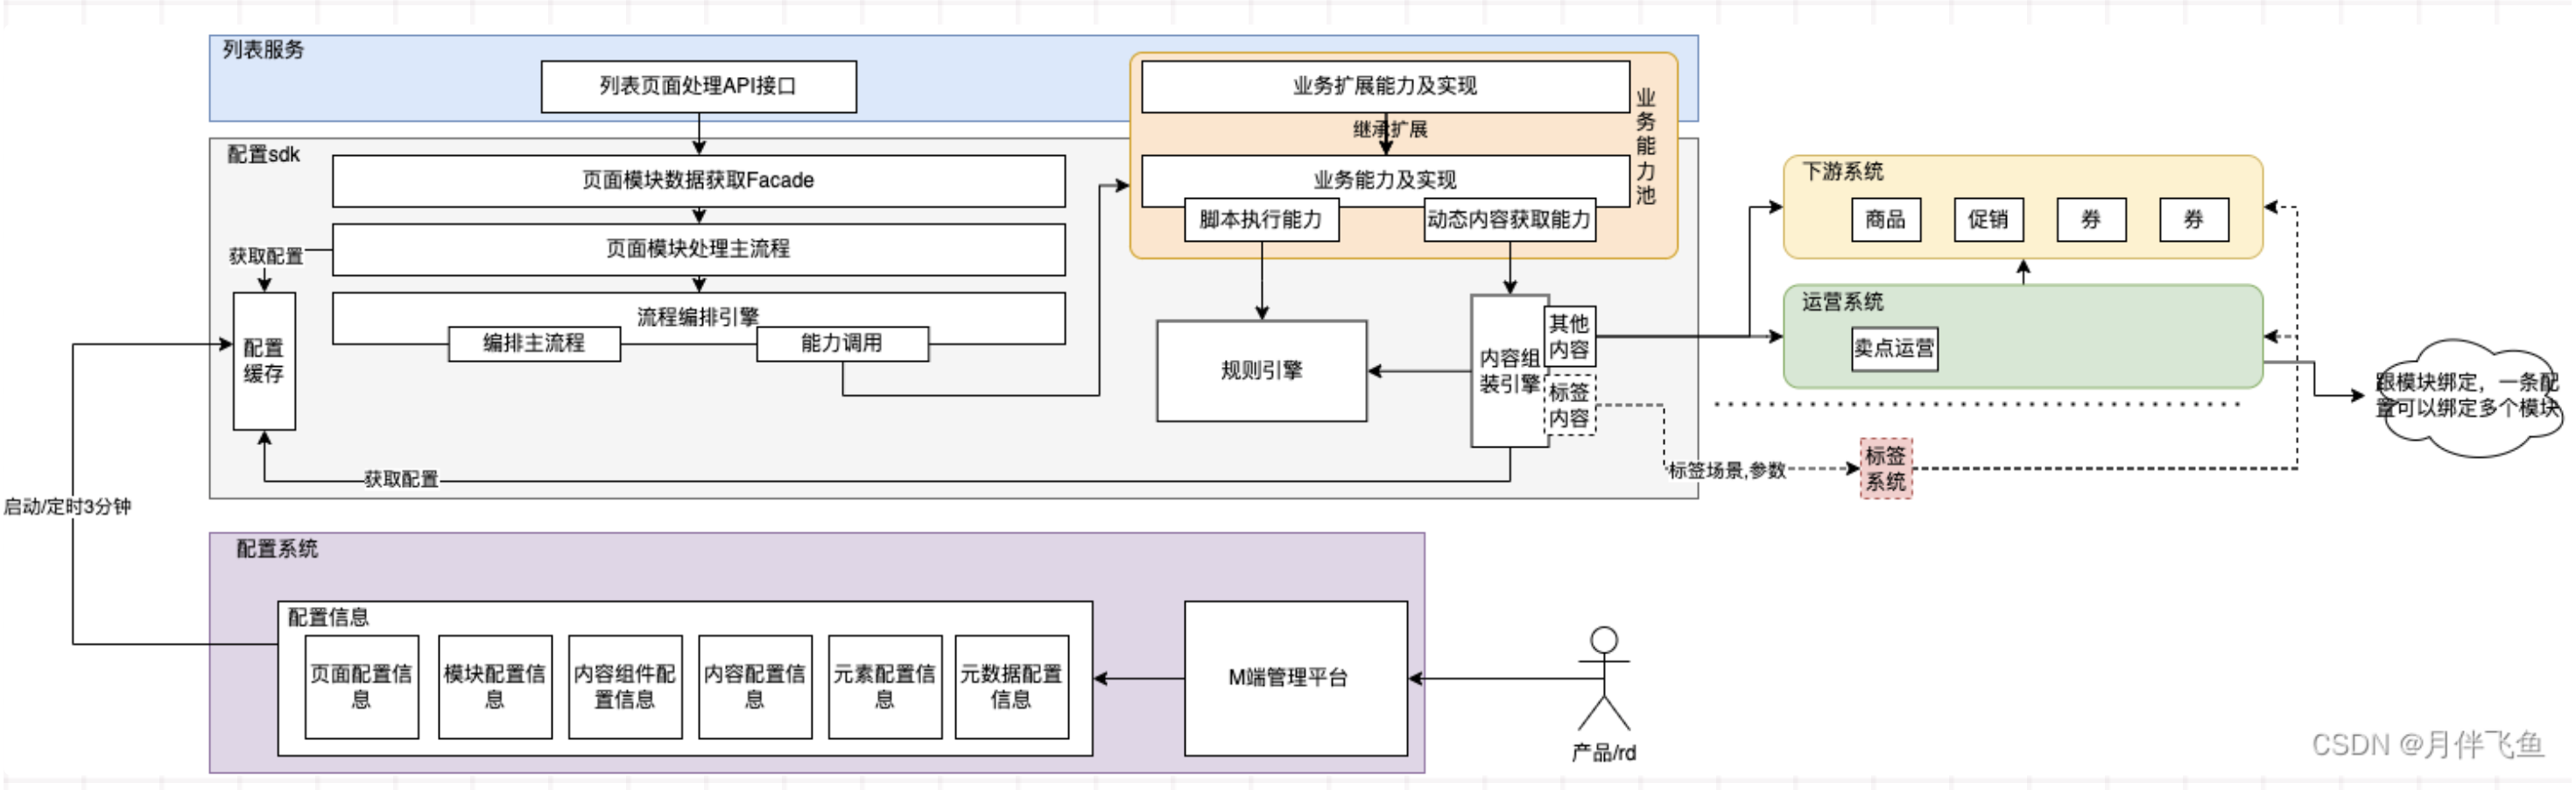 列表服务
列表页面处理API接口
业务扩展能力及实现
业
务
能
力
池
继承扩展
配置sdk
页面模块数据获取Facade
业务能力及实现
脚本执行能力
动态内容获取能力
页面模块处理主流程
获取配置
流程编排引擎
编排主流程
能力调用
配置
缓存
规则引擎
内容组
装引擎
其他
内容
标签
内容
获取配置
下游系统
商品
促销
券
券
运营系统
卖点运营
跟模块绑定，一条配
置可以绑定多个模块
标签场景,参数
标签
系统
启动/定时3分钟
配置系统
配置信息
页面配置信
息
模块配置信
息
内容组件配
置信息
内容配置信
息
元素配置信
息
元数据配置
信息
M端管理平台
产品/rd
CSDN @月伴飞鱼